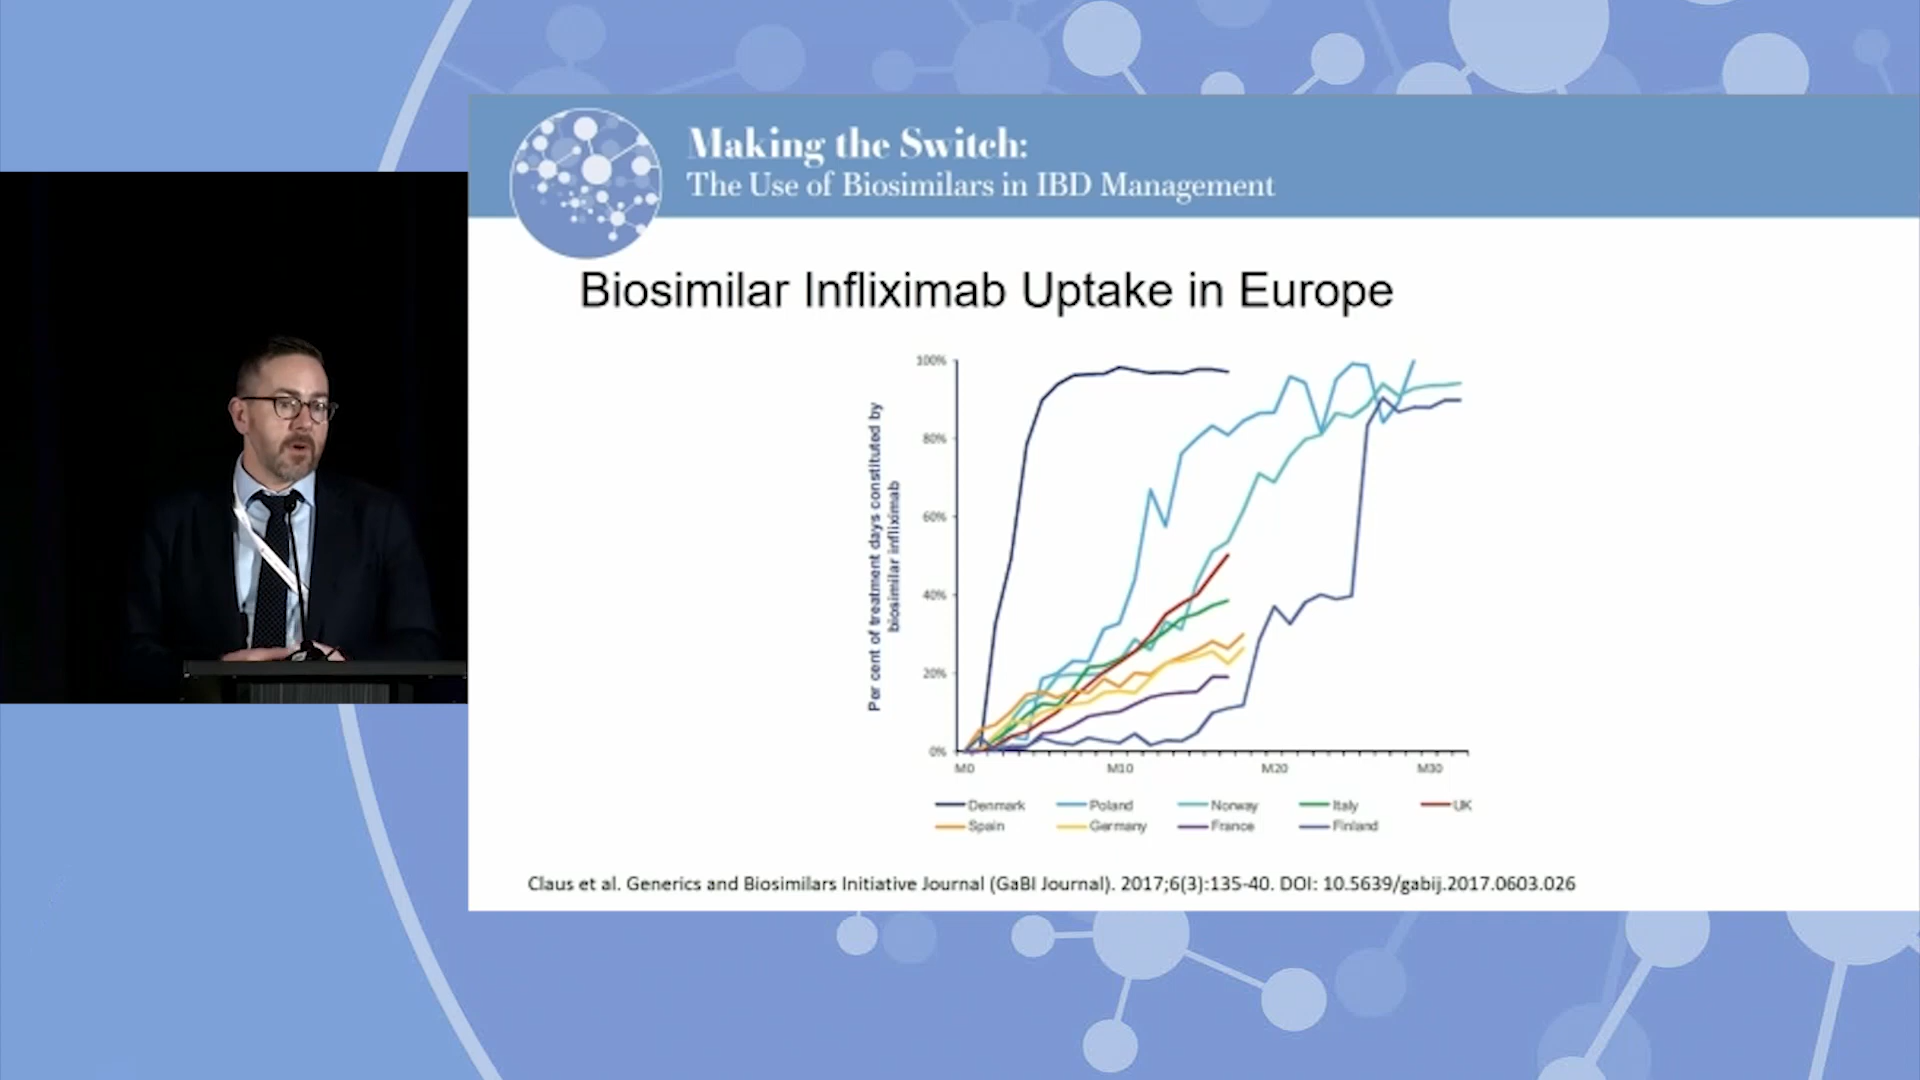 Making the Switch:
The Use of Biosimilars in IBD Management
Biosimilar Infliximab Uptake in Europe
Per cent of treatment days constituted by
biosimilar infliximab
100%
80%
60%
40%
20%
0%
M0
M10
M20
M30
Denmark Poland Norway Italy UK
Spain Germany France Finland
Claus et al. Generics and Biosimilars Initiative Journal (GaBI Journal). 2017;6(3):135-40. DOI: 10.5639/gabij.2017.0603.026